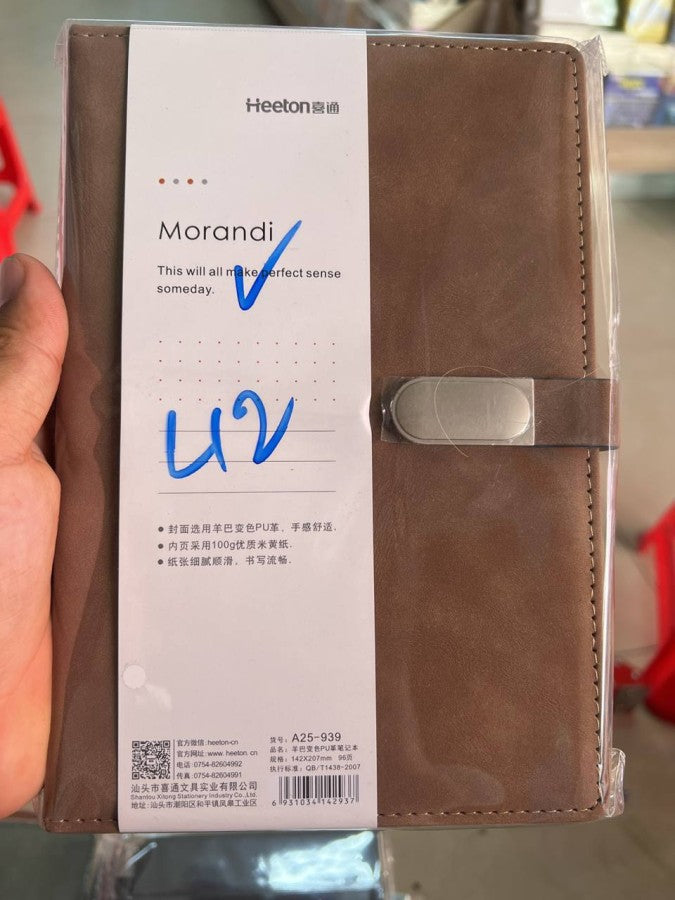 Heeton喜通
Morandi
This will all make perfect sense
someday.
42
● 封面选用羊巴变色PU革，手感舒适.
● 内页采用100g优质米黄纸.
● 纸张细腻顺滑，书写流畅.
官方微信:heeton-cn
官方网址:www.heeton.cn
电话:0754-82604992
传真:0754-82604991
汕头市喜通文具实业有限公司
Shantou Xitong Stationery Industry Co.,Ltd.
地址:汕头市潮阳区和平镇凤皋工业区
货号: A25-939
品名: 羊巴变色PU革笔记本
规格: 142X207mm 96页
执行标准: QB/T1438-2007
6 931034 142937